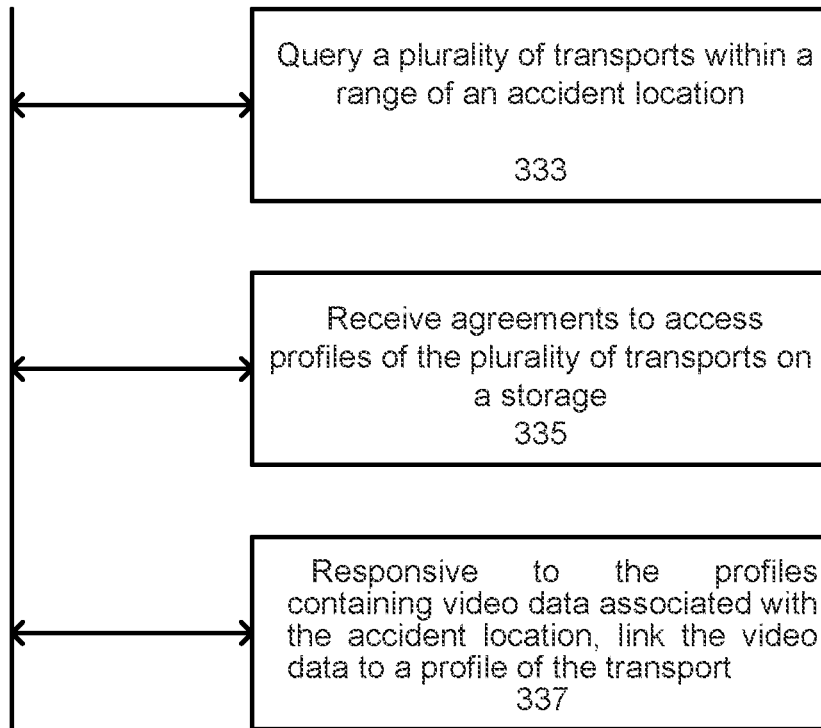 Query a plurality of transports within a
range of an accident location
333
Receive agreements to access
profiles of the plurality of transports on
a storage
335
Responsive to the profiles
containing video data associated with
the accident location, link the video
data to a profile of the transport
337